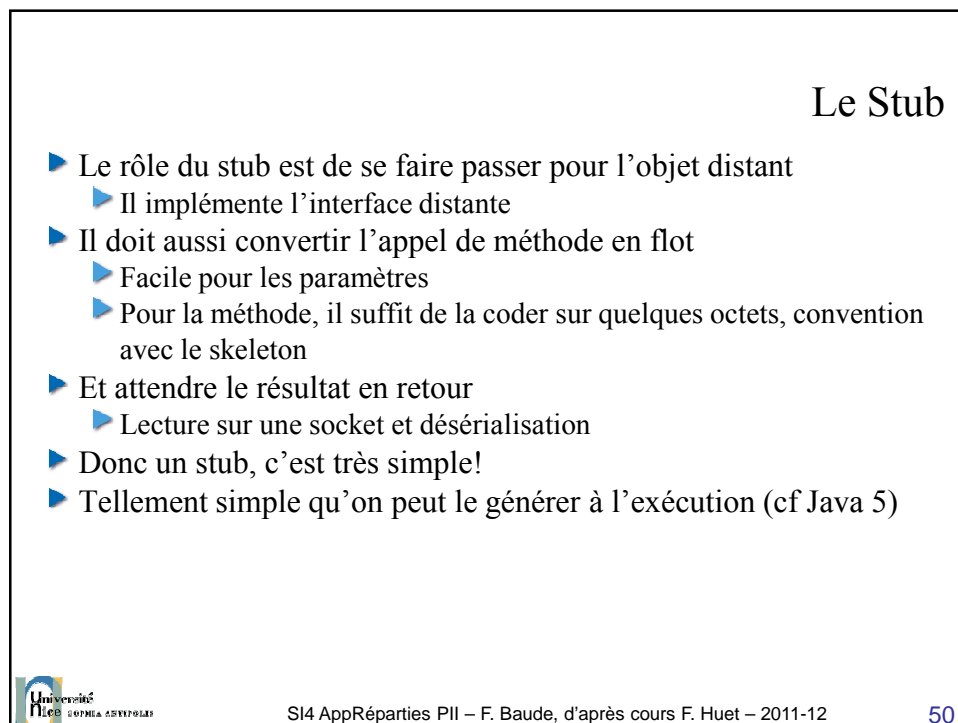 Le Stub
Le rôle du stub est de se faire passer pour l’objet distant
Il implémente l’interface distante
Il doit aussi convertir l’appel de méthode en flot
Facile pour les paramètres
Pour la méthode, il suffit de la coder sur quelques octets, convention
avec le skeleton
Et attendre le résultat en retour
Lecture sur une socket et désérialisation
Donc un stub, c’est très simple!
Tellement simple qu’on peut le générer à l’exécution (cf Java 5)
Université
nice SOPHIA ANTIPOLIS
SI4 AppRéparties PII – F. Baude, d’après cours F. Huet – 2011-12
50